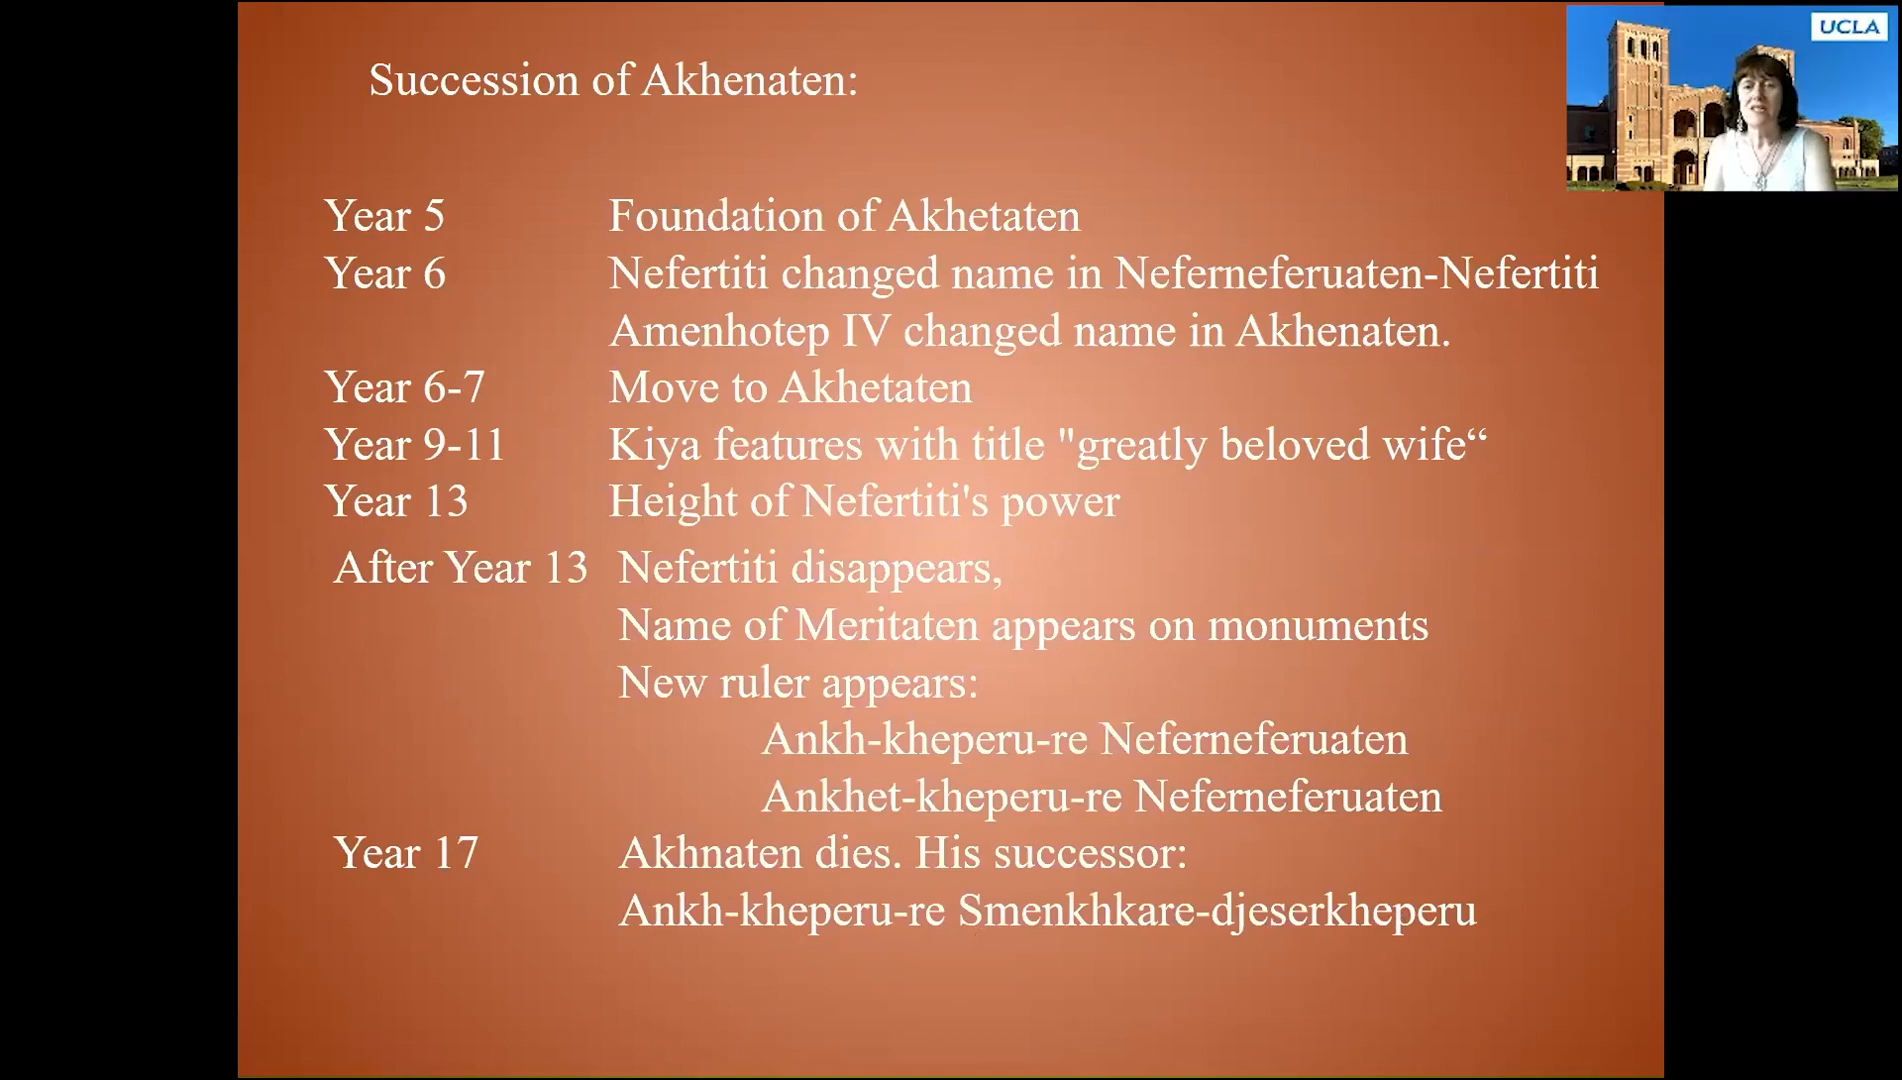 Succession of Akhenaten:
UCLA
Year 5 Foundation of Akhetaten
Year 6 Nefertiti changed name in Neferneferuaten-Nefertiti
Amenhotep IV changed name in Akhenaten.
Year 6-7 Move to Akhetaten
Year 9-11 Kiya features with title "greatly beloved wife“
Year 13 Height of Nefertiti's power
After Year 13 Nefertiti disappears,
Name of Meritaten appears on monuments
New ruler appears:
Ankh-kheperu-re Neferneferuaten
Ankhet-kheperu-re Neferneferuaten
Year 17 Akhnaten dies. His successor:
Ankh-kheperu-re Smenkhkare-djeserkheperu